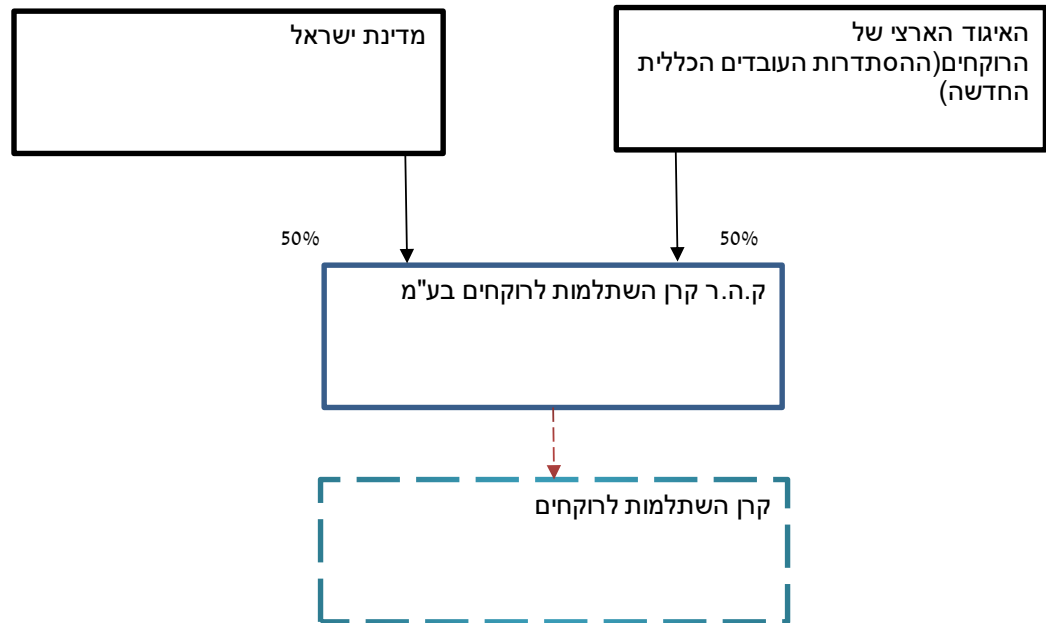 האיגוד הארצי של
הרוקחים(ההסתדרות העובדים הכללית
החדשה)
מדינת ישראל
50%
50%
ק.ה.ר קרן השתלמות לרוקחים בע"מ
קרן השתלמות לרוקחים